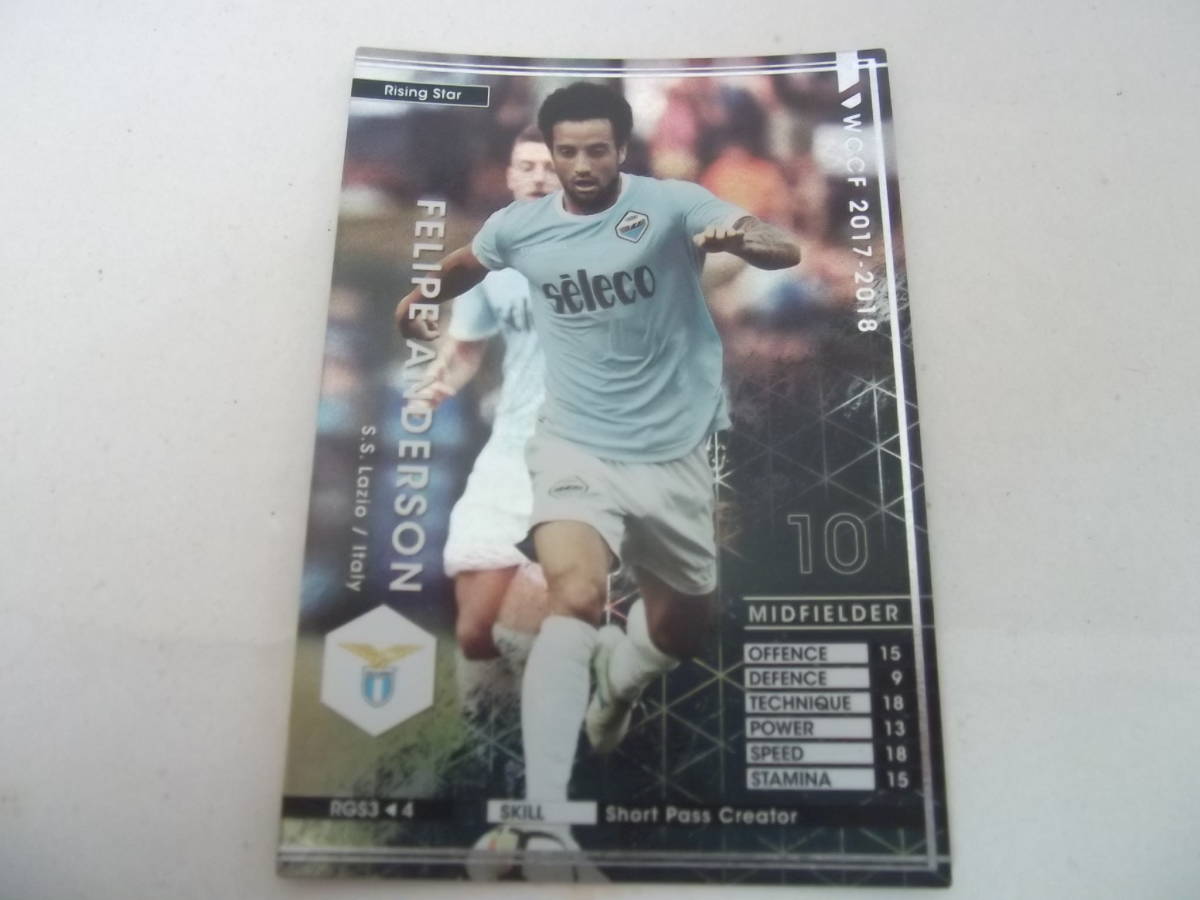 Rising Star
WCCF 2017-2018
FELIPE ANDERSON
S.S. Lazio / Italy
sèleco
10
MIDFIELDER
OFFENCE 15
DEFENCE 9
TECHNIQUE 18
POWER 13
SPEED 18
STAMINA 15
RGS3 ◀ 4
SKILL Short Pass Creator